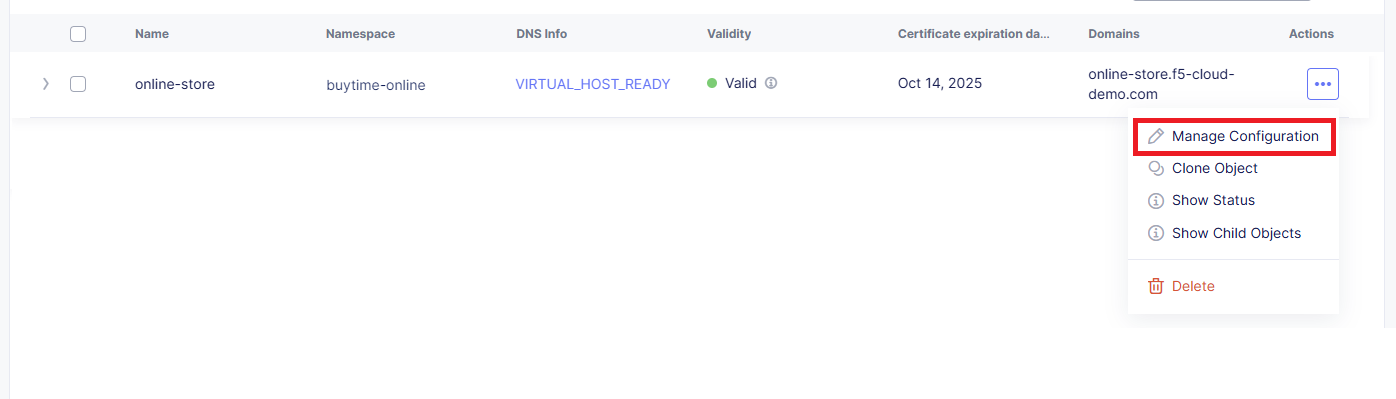 Name Namespace DNS Info Validity Certificate expiration da... Domains Actions
online-store buytime-online VIRTUAL_HOST_READY Valid Oct 14, 2025 online-store.f5-cloud-
demo.com
Manage Configuration
Clone Object
Show Status
Show Child Objects
Delete